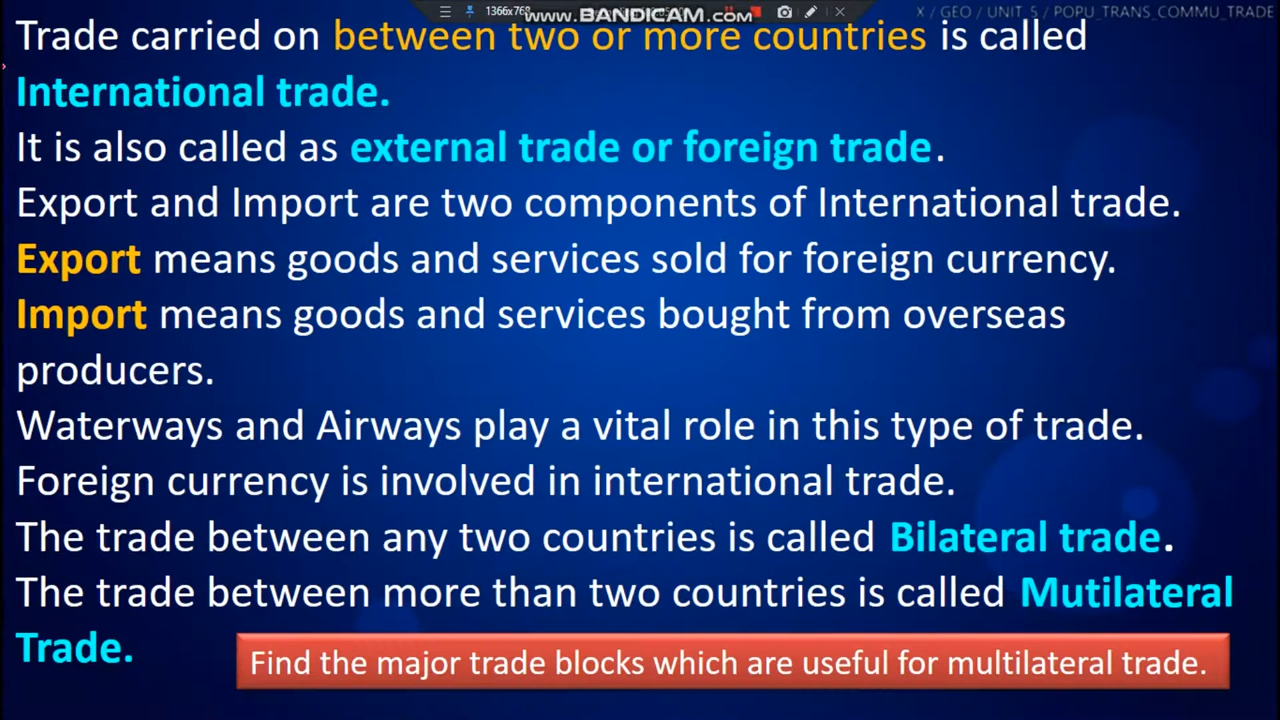 1366x768
www.BANDICAM.com
X / GEO / UNIT_5 / POPU_TRANS_COMMU_TRADE
Trade carried on between two or more countries is called
International trade.
It is also called as external trade or foreign trade.
Export and Import are two components of International trade.
Export means goods and services sold for foreign currency.
Import means goods and services bought from overseas
producers.
Waterways and Airways play a vital role in this type of trade.
Foreign currency is involved in international trade.
The trade between any two countries is called Bilateral trade.
The trade between more than two countries is called Mutilateral
Trade.
Find the major trade blocks which are useful for multilateral trade.